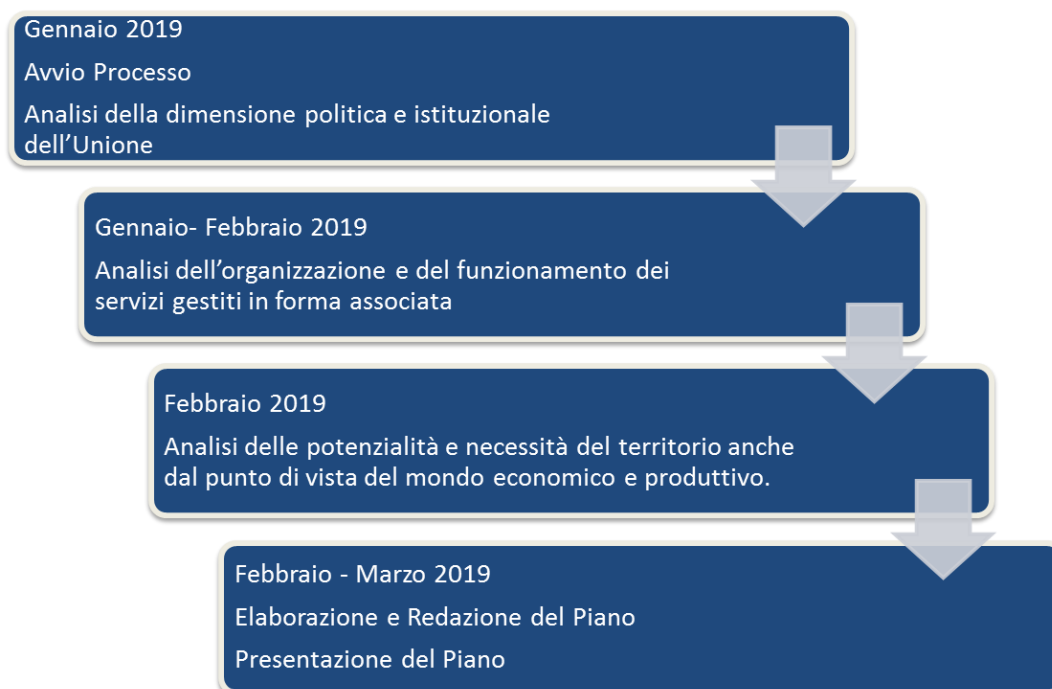 Gennaio 2019
Avvio Processo
Analisi della dimensione politica e istituzionale
dell’Unione
Gennaio- Febbraio 2019
Analisi dell’organizzazione e del funzionamento dei
servizi gestiti in forma associata
Febbraio 2019
Analisi delle potenzialità e necessità del territorio anche
dal punto di vista del mondo economico e produttivo.
Febbraio - Marzo 2019
Elaborazione e Redazione del Piano
Presentazione del Piano